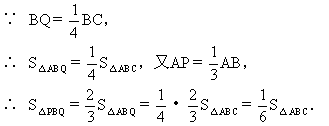 ∵ BQ=1/4 BC,
∴ S△ABQ=1/4 S△ABC, 又AP=1/3 AB,
∴ S△PBQ=2/3 S△ABQ=1/4 · 2/3 S△ABC=1/6 S△ABC.